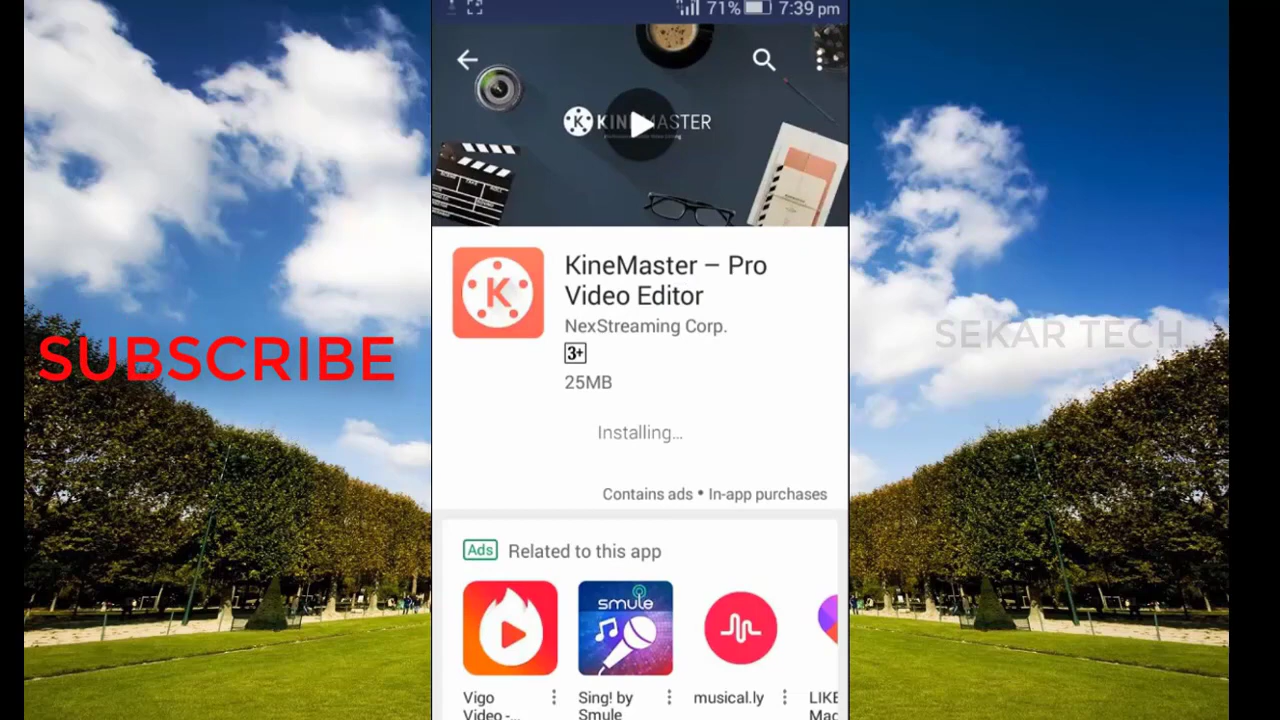 71% 7:39 pm
KINEMASTER
KineMaster – Pro
Video Editor
NexStreaming Corp.
3+
25MB
SUBSCRIBE
SEKAR TECH
Installing...
Contains ads • In-app purchases
Ads Related to this app
Vigo
Video -...
Sing! by
Smule
musical.ly
LIKE
Mag
smule